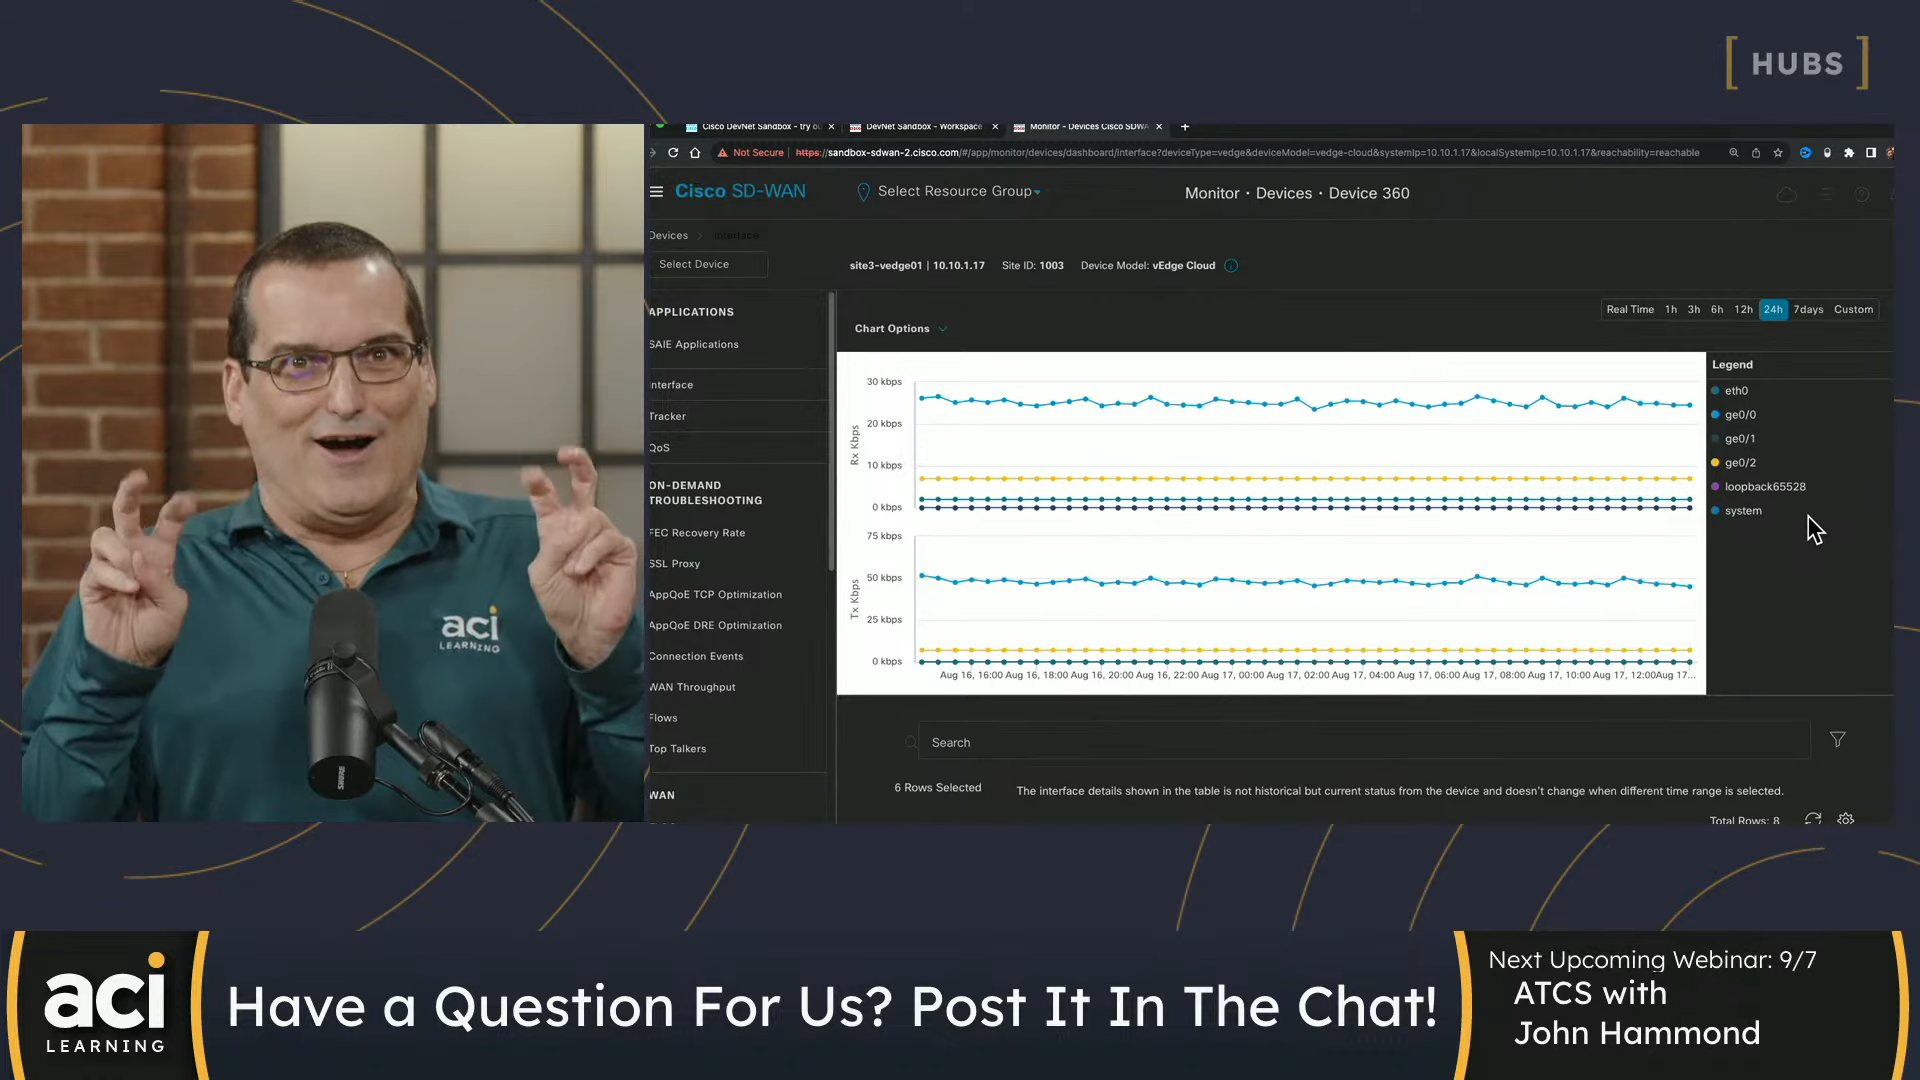 [ HUBS ]
Cisco DevNet Sandbox - try ou
DevNet Sandbox - Workspace
Monitor - Devices Cisco SDWA
Not Secure | https://sandbox-sdwan-2.cisco.com/#/app/monitor/devices/dashboard/interface?deviceType=vedge&deviceModel=vedge-cloud&systemIp=10.10.1.17&localSystemIp=10.10.1.17&reachability=reachable
Cisco SD-WAN
Select Resource Group
Monitor · Devices · Device 360
Devices > Interface
Select Device
site3-vedge01 | 10.10.1.17 Site ID: 1003 Device Model: vEdge Cloud
APPLICATIONS
SAIE Applications
nterface
Tracker
QoS
ON-DEMAND
TROUBLESHOOTING
FEC Recovery Rate
SSL Proxy
AppQoE TCP Optimization
AppQoE DRE Optimization
Connection Events
WAN Throughput
Flows
Top Talkers
WAN
Real Time 1h 3h 6h 12h 24h 7days Custom
Chart Options
30 kbps
20 kbps
10 kbps
0 kbps
Rx Kbps
75 kbps
50 kbps
25 kbps
0 kbps
Tx Kbps
Aug 16, 16:00 Aug 16, 18:00 Aug 16, 20:00 Aug 16, 22:00 Aug 17, 00:00 Aug 17, 02:00 Aug 17, 04:00 Aug 17, 06:00 Aug 17, 08:00 Aug 17, 10:00 Aug 17, 12:00 Aug 17...
Legend
eth0
ge0/0
ge0/1
ge0/2
loopback65528
system
Search
6 Rows Selected
The interface details shown in the table is not historical but current status from the device and doesn't change when different time range is selected.
Total Rows: 8
aci
LEARNING
SHURE
aci
LEARNING
Have a Question For Us? Post It In The Chat!
Next Upcoming Webinar: 9/7
ATCS with
John Hammond